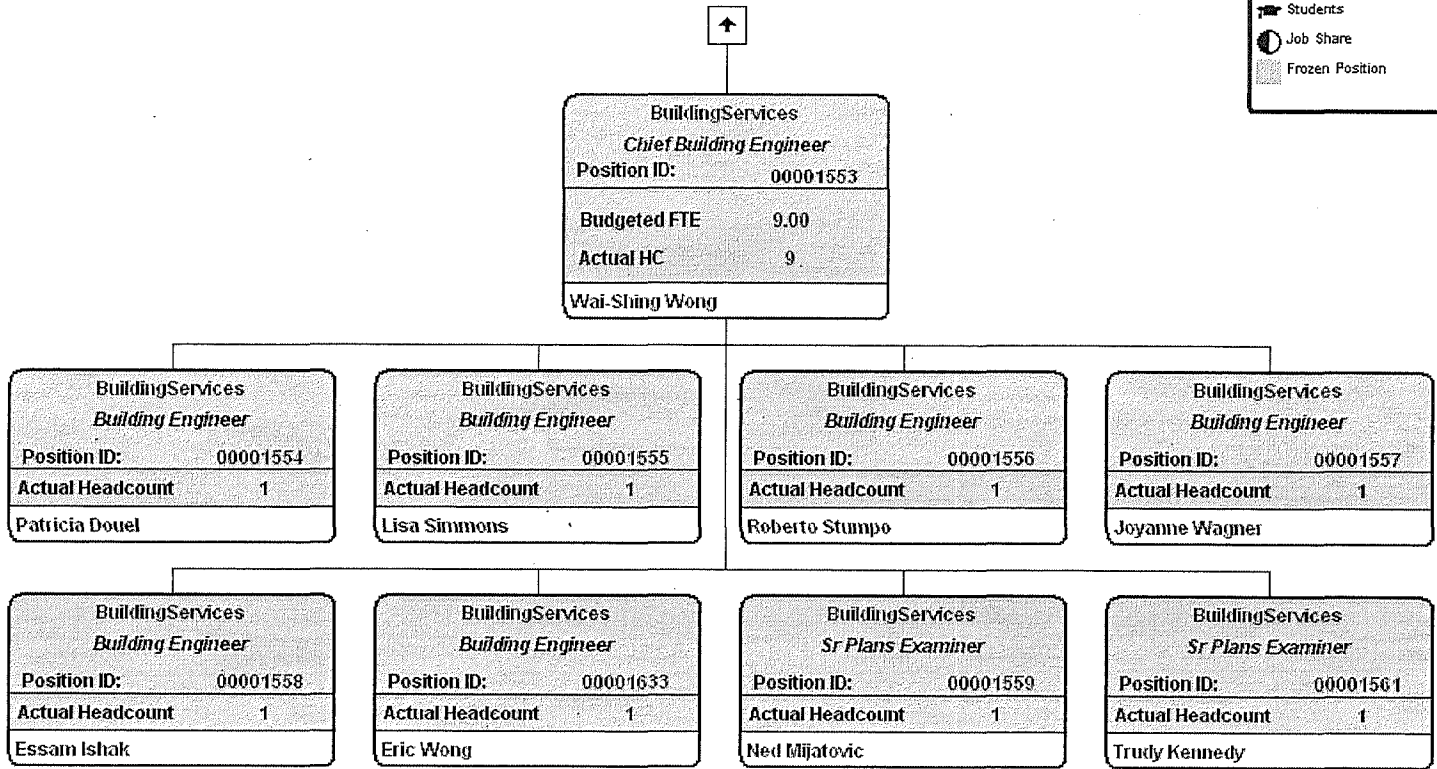 Students
Job Share
Frozen Position
BuildingServices
Chief Building Engineer
Position ID: 00001553
Budgeted FTE 9.00
Actual HC 9
Wai-Shing Wong
BuildingServices
Building Engineer
Position ID: 00001554
Actual Headcount 1
Patricia Douel
BuildingServices
Building Engineer
Position ID: 00001555
Actual Headcount 1
Lisa Simmons
BuildingServices
Building Engineer
Position ID: 00001556
Actual Headcount 1
Roberto Stumpo
BuildingServices
Building Engineer
Position ID: 00001557
Actual Headcount 1
Joyanne Wagner
BuildingServices
Building Engineer
Position ID: 00001558
Actual Headcount 1
Essam Ishak
BuildingServices
Building Engineer
Position ID: 00001633
Actual Headcount 1
Eric Wong
BuildingServices
Sr Plans Examiner
Position ID: 00001559
Actual Headcount 1
Ned Mijatovic
BuildingServices
Sr Plans Examiner
Position ID: 00001561
Actual Headcount 1
Trudy Kennedy